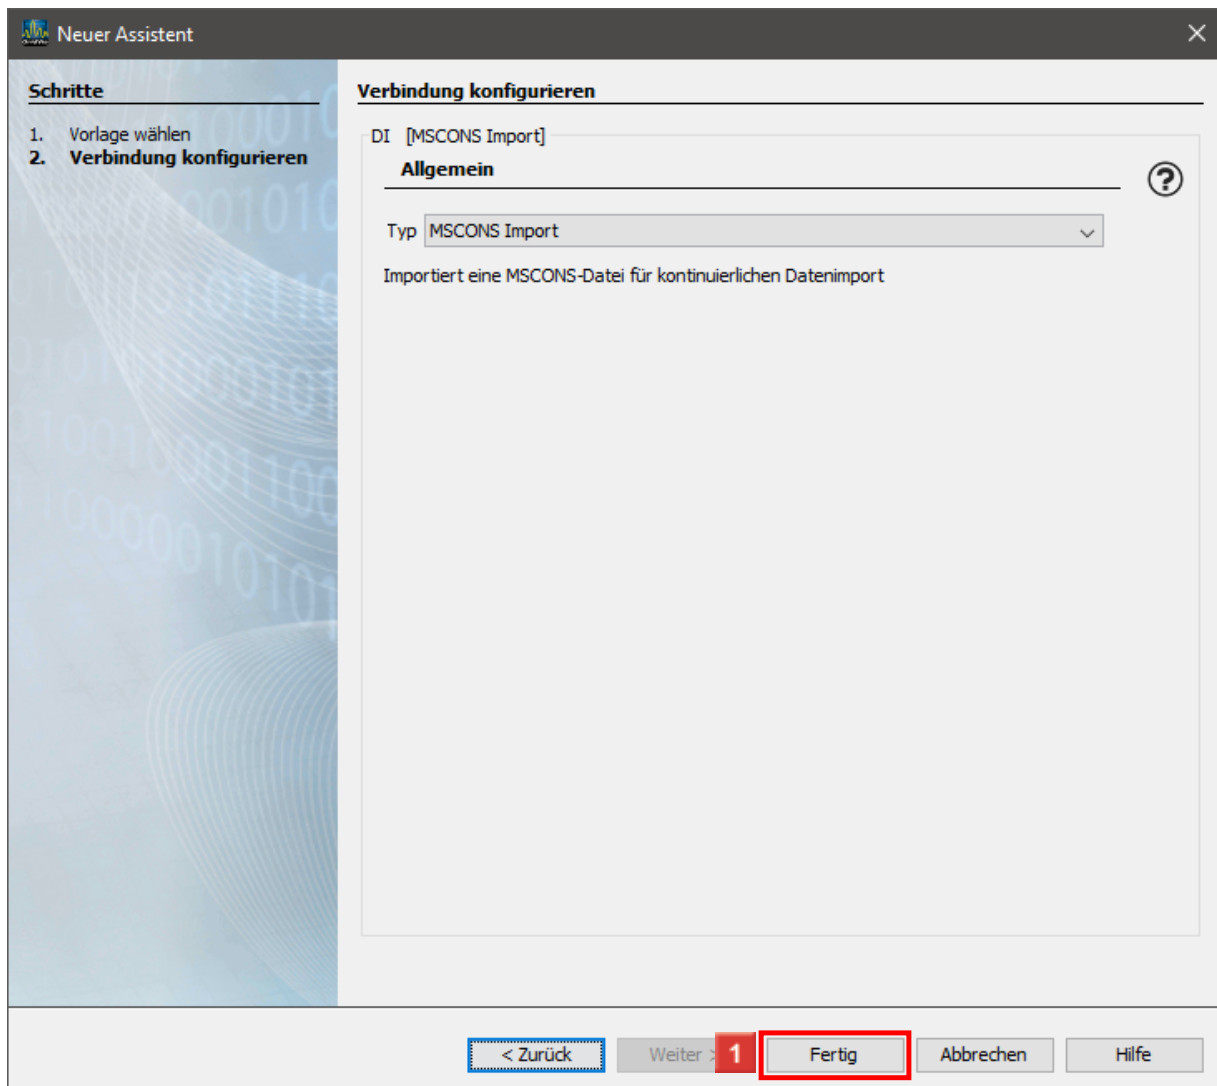 Neuer Assistent
Schritte
1. Vorlage wählen
2. Verbindung konfigurieren
Verbindung konfigurieren
DI [MSCONS Import]
Allgemein
Typ MSCONS Import
Importiert eine MSCONS-Datei für kontinuierlichen Datenimport
< Zurück Weiter > 1 Fertig Abbrechen Hilfe